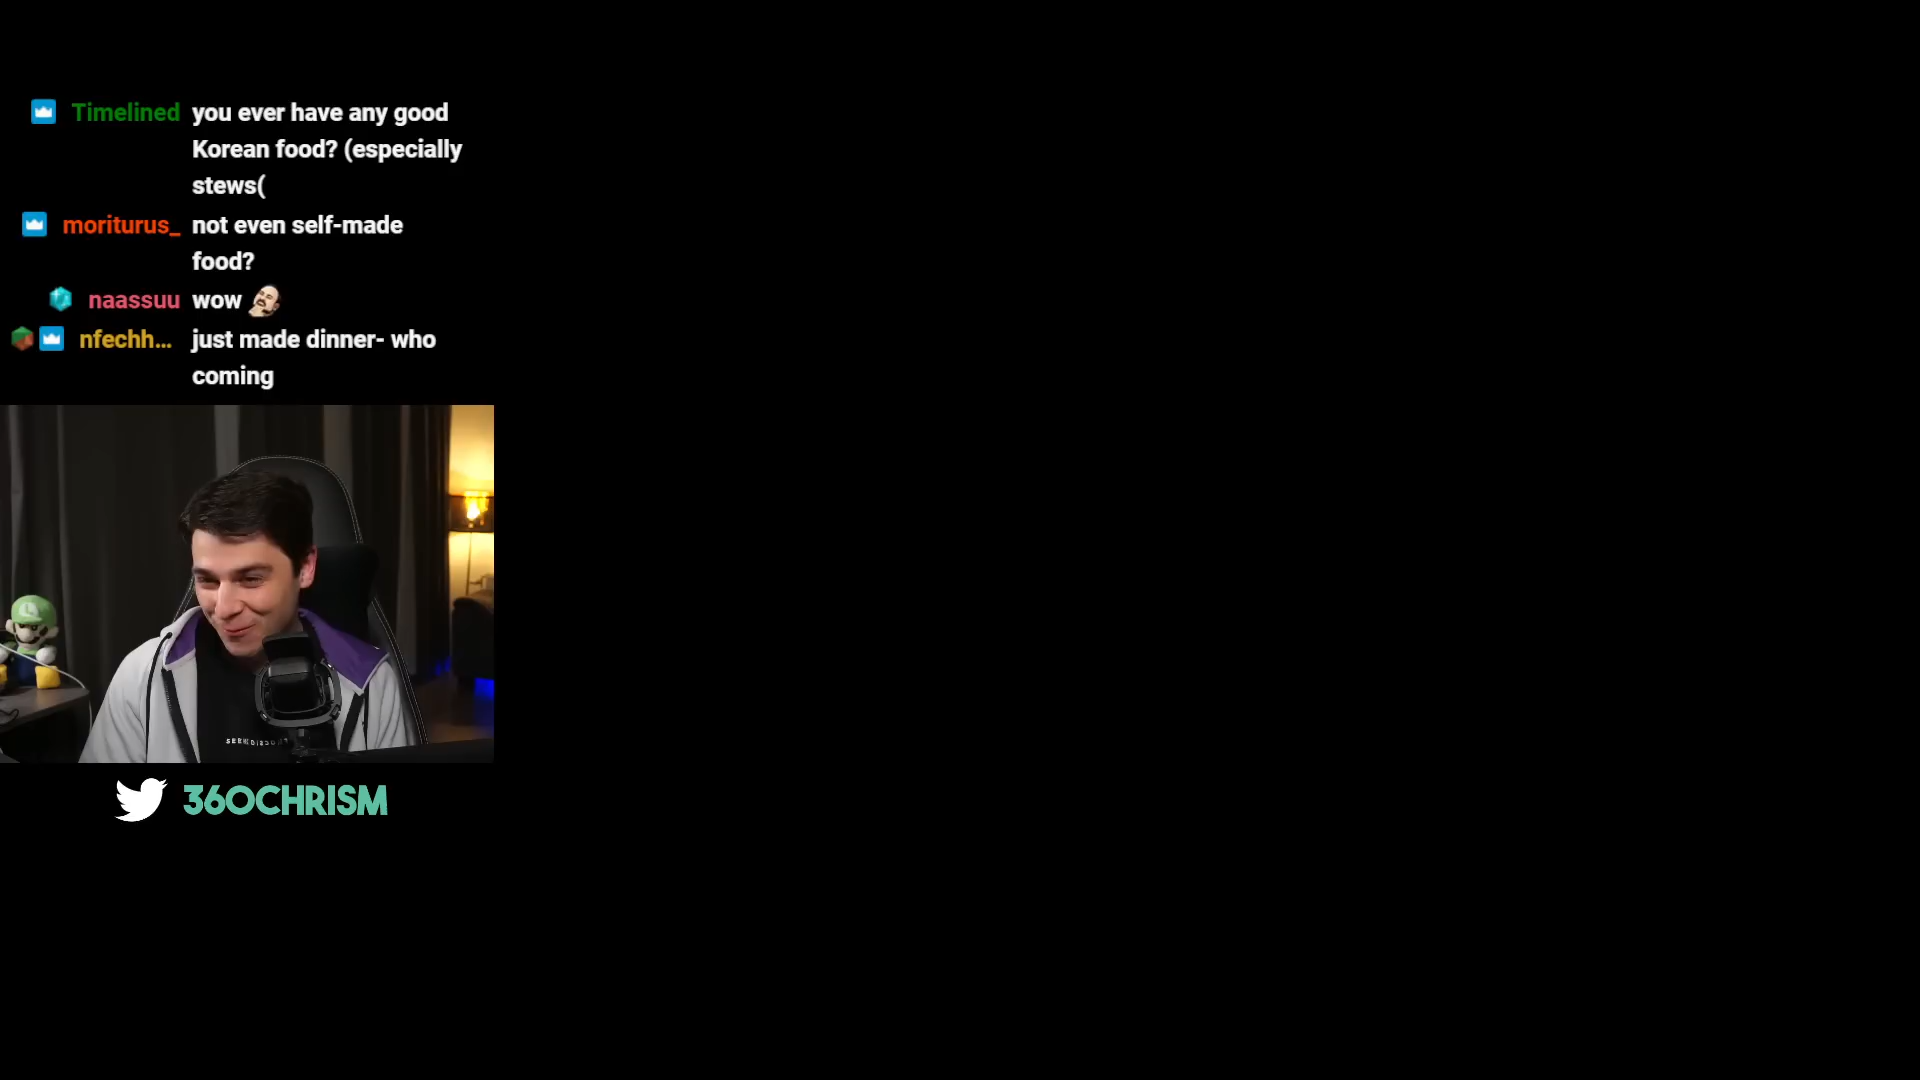 Timelined you ever have any good
Korean food? (especially
stews(
moriturus_ not even self-made
food?
naassuu wow
nfechh... just made dinner- who
coming
360CHRISM